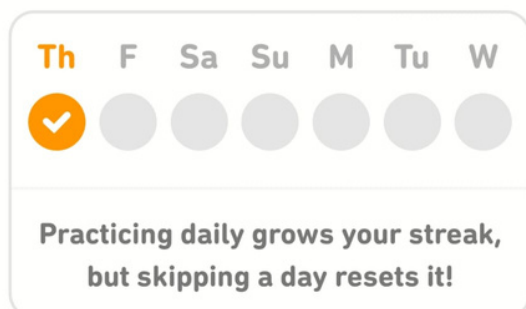 Th F Sa Su M Tu W
Practicing daily grows your streak,
but skipping a day resets it!